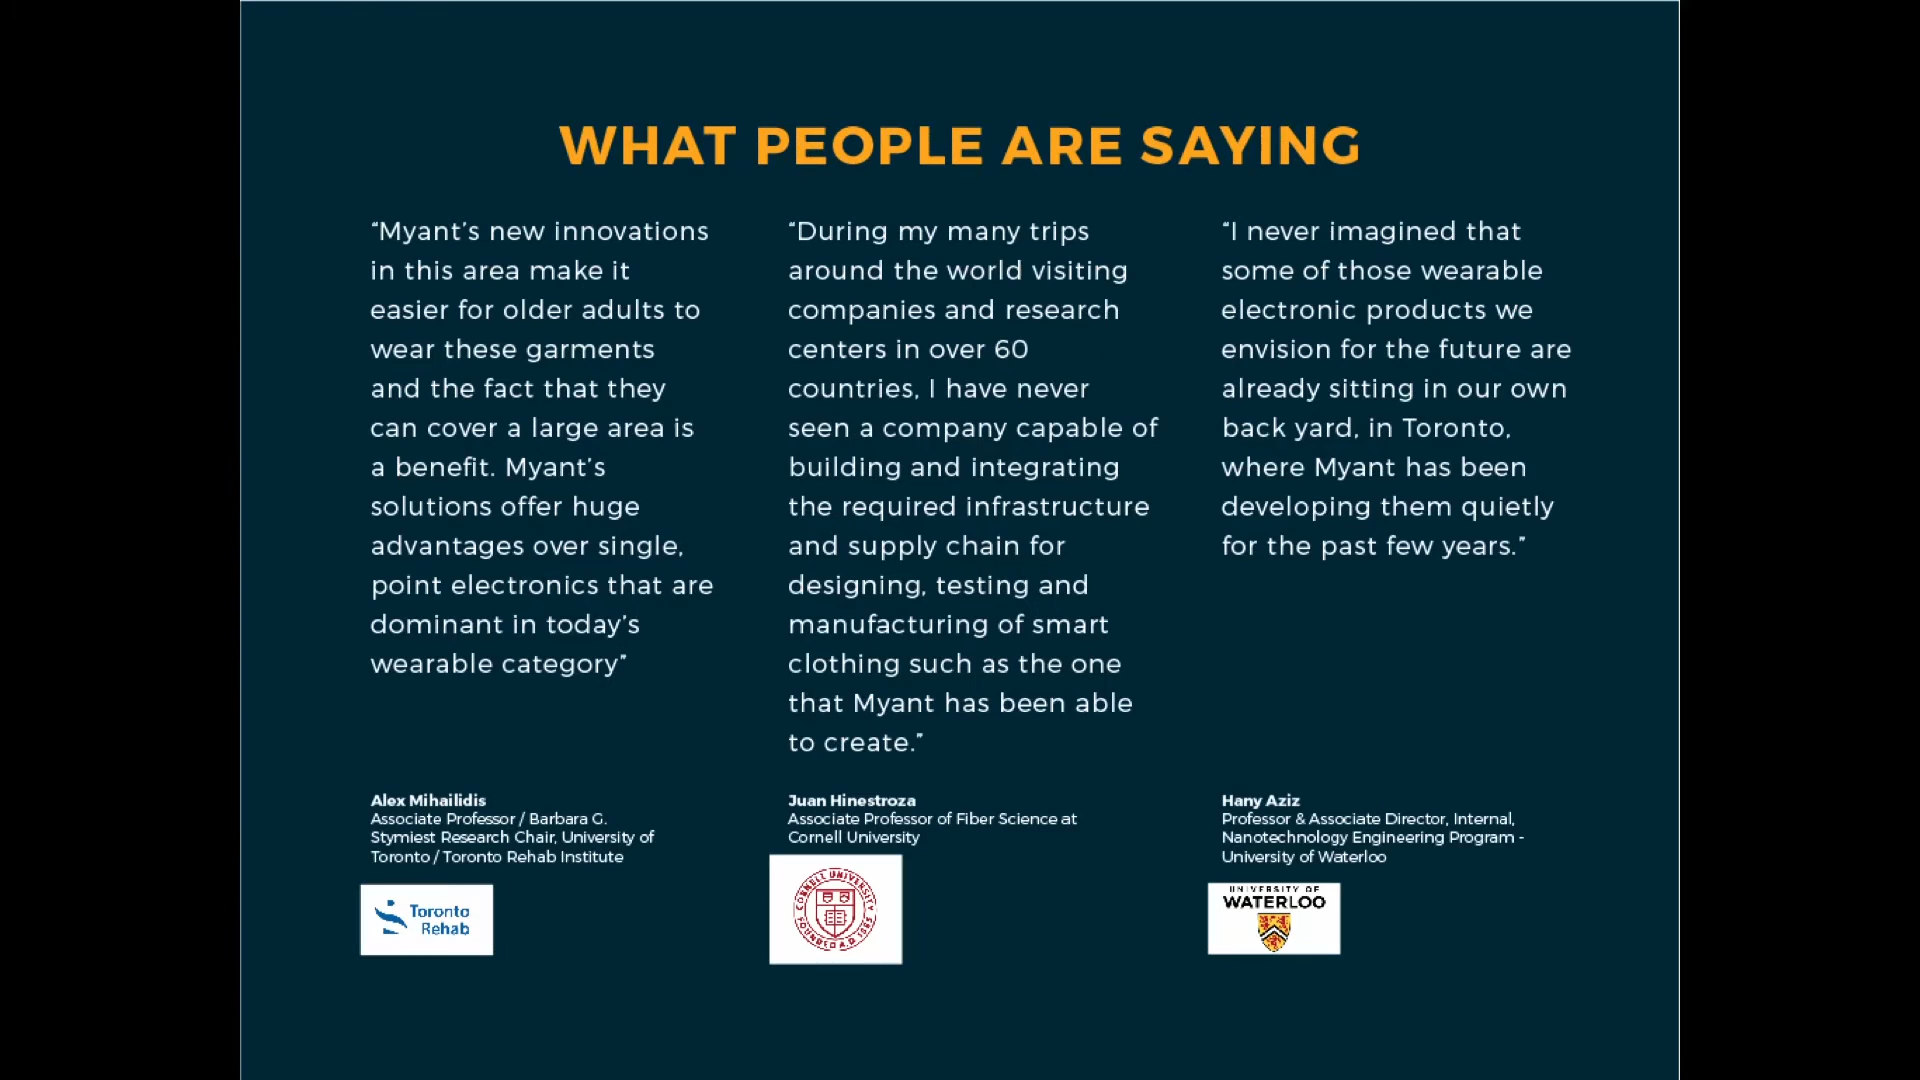 WHAT PEOPLE ARE SAYING
“Myant’s new innovations
in this area make it
easier for older adults to
wear these garments
and the fact that they
can cover a large area is
a benefit. Myant’s
solutions offer huge
advantages over single,
point electronics that are
dominant in today’s
wearable category”
Alex Mihailidis
Associate Professor / Barbara G.
Stymiest Research Chair, University of
Toronto / Toronto Rehab Institute
Toronto
Rehab
“During my many trips
around the world visiting
companies and research
centers in over 60
countries, I have never
seen a company capable of
building and integrating
the required infrastructure
and supply chain for
designing, testing and
manufacturing of smart
clothing such as the one
that Myant has been able
to create.”
Juan Hinestroza
Associate Professor of Fiber Science at
Cornell University
CORNELL UNIVERSITY
FOUNDED A.D. 1865
“I never imagined that
some of those wearable
electronic products we
envision for the future are
already sitting in our own
back yard, in Toronto,
where Myant has been
developing them quietly
for the past few years.”
Hany Aziz
Professor & Associate Director, Internal,
Nanotechnology Engineering Program -
University of Waterloo
UNIVERSITY OF
WATERLOO